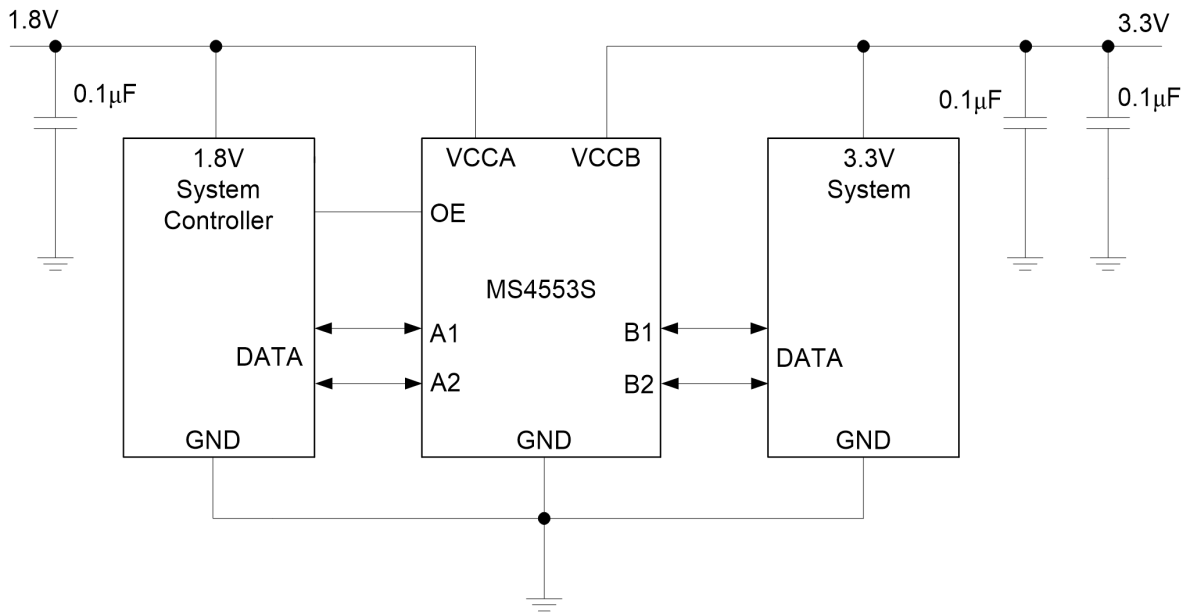 1.8V
3.3V
0.1μF
0.1μF
0.1μF
1.8V
System
Controller
VCCA
VCCB
3.3V
System
OE
MS4553S
A1
B1
DATA
DATA
A2
B2
GND
GND
GND